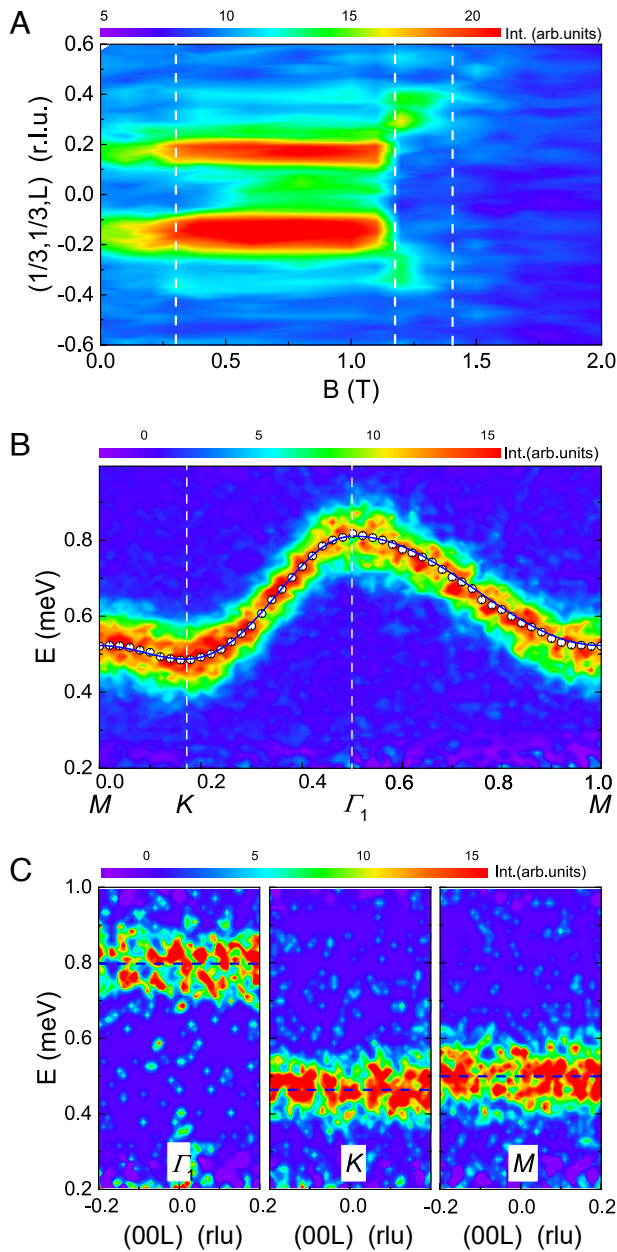 A
5 10 15 20 Int. (arb.units)
(1/3,1/3,L) (r.l.u.)
0.6
0.4
0.2
0.0
-0.2
-0.4
-0.6
0.0 0.5 1.0 1.5 2.0
B (T)
B
0 5 10 15 Int.(arb.units)
E (meV)
0.8
0.6
0.4
0.2
0.0 0.2 0.4 0.6 0.8 1.0
M K Γ1 M
C
0 5 10 15 Int.(arb.units)
E (meV)
1.0
0.8
0.6
0.4
0.2
Γ1 K M
-0.2 0.0 0.2 0.0 -0.2 0.0 0.2
(00L) (rlu) (00L) (rlu) (00L) (rlu)